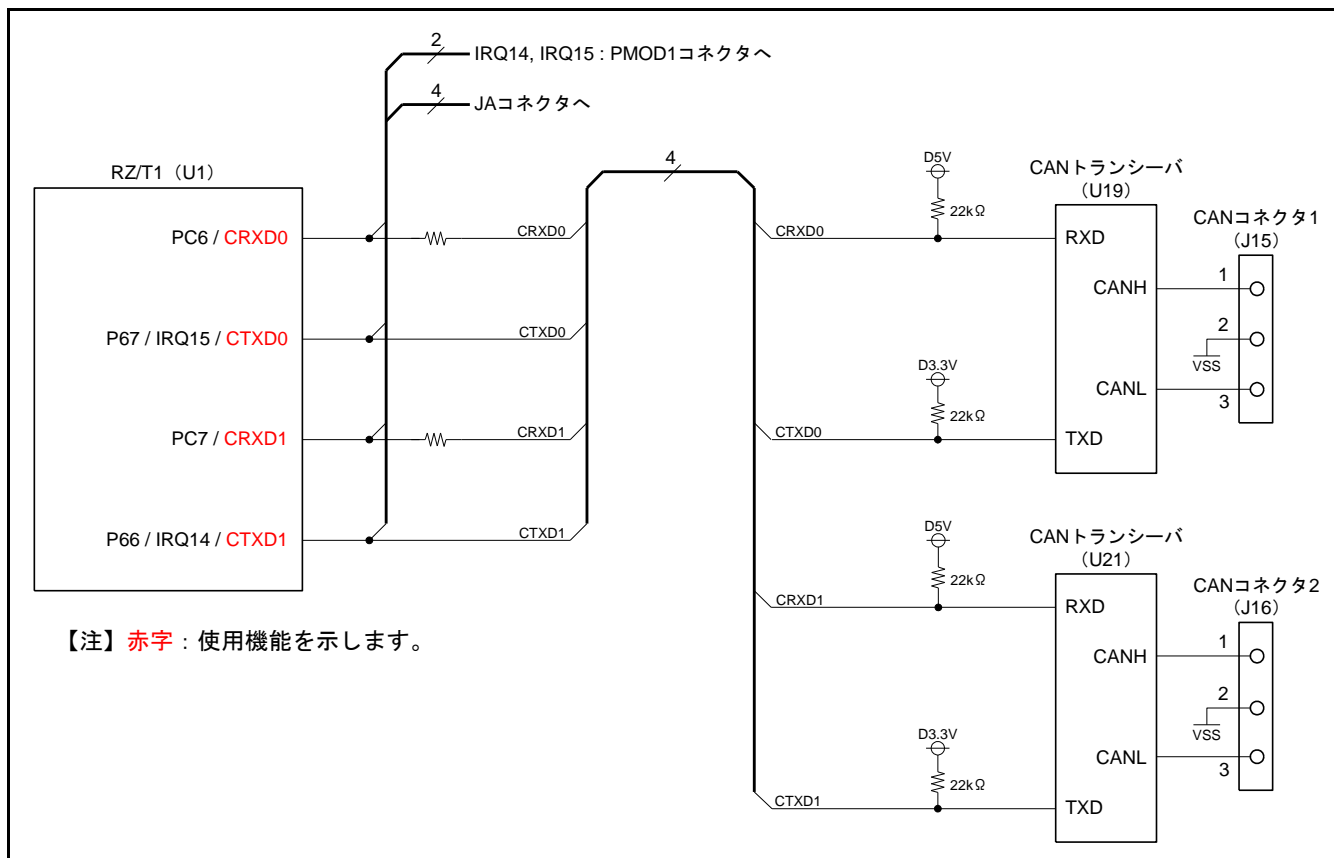 2
IRQ14, IRQ15 : PMOD1コネクタへ
4
JAコネクタへ
RZ/T1（U1）
PC6 / CRXD0
P67 / IRQ15 / CTXD0
PC7 / CRXD1
P66 / IRQ14 / CTXD1
CRXD0
CTXD0
CRXD1
CTXD1
4
CRXD0
CTXD0
CRXD1
CTXD1
D5V
22kΩ
D3.3V
22kΩ
CANトランシーバ
（U19）
RXD
CANH
CANL
TXD
CANコネクタ1
（J15）
1
2
VSS
3
D5V
22kΩ
D3.3V
22kΩ
CANトランシーバ
（U21）
RXD
CANH
CANL
TXD
CANコネクタ2
（J16）
1
2
VSS
3
【注】赤字：使用機能を示します。